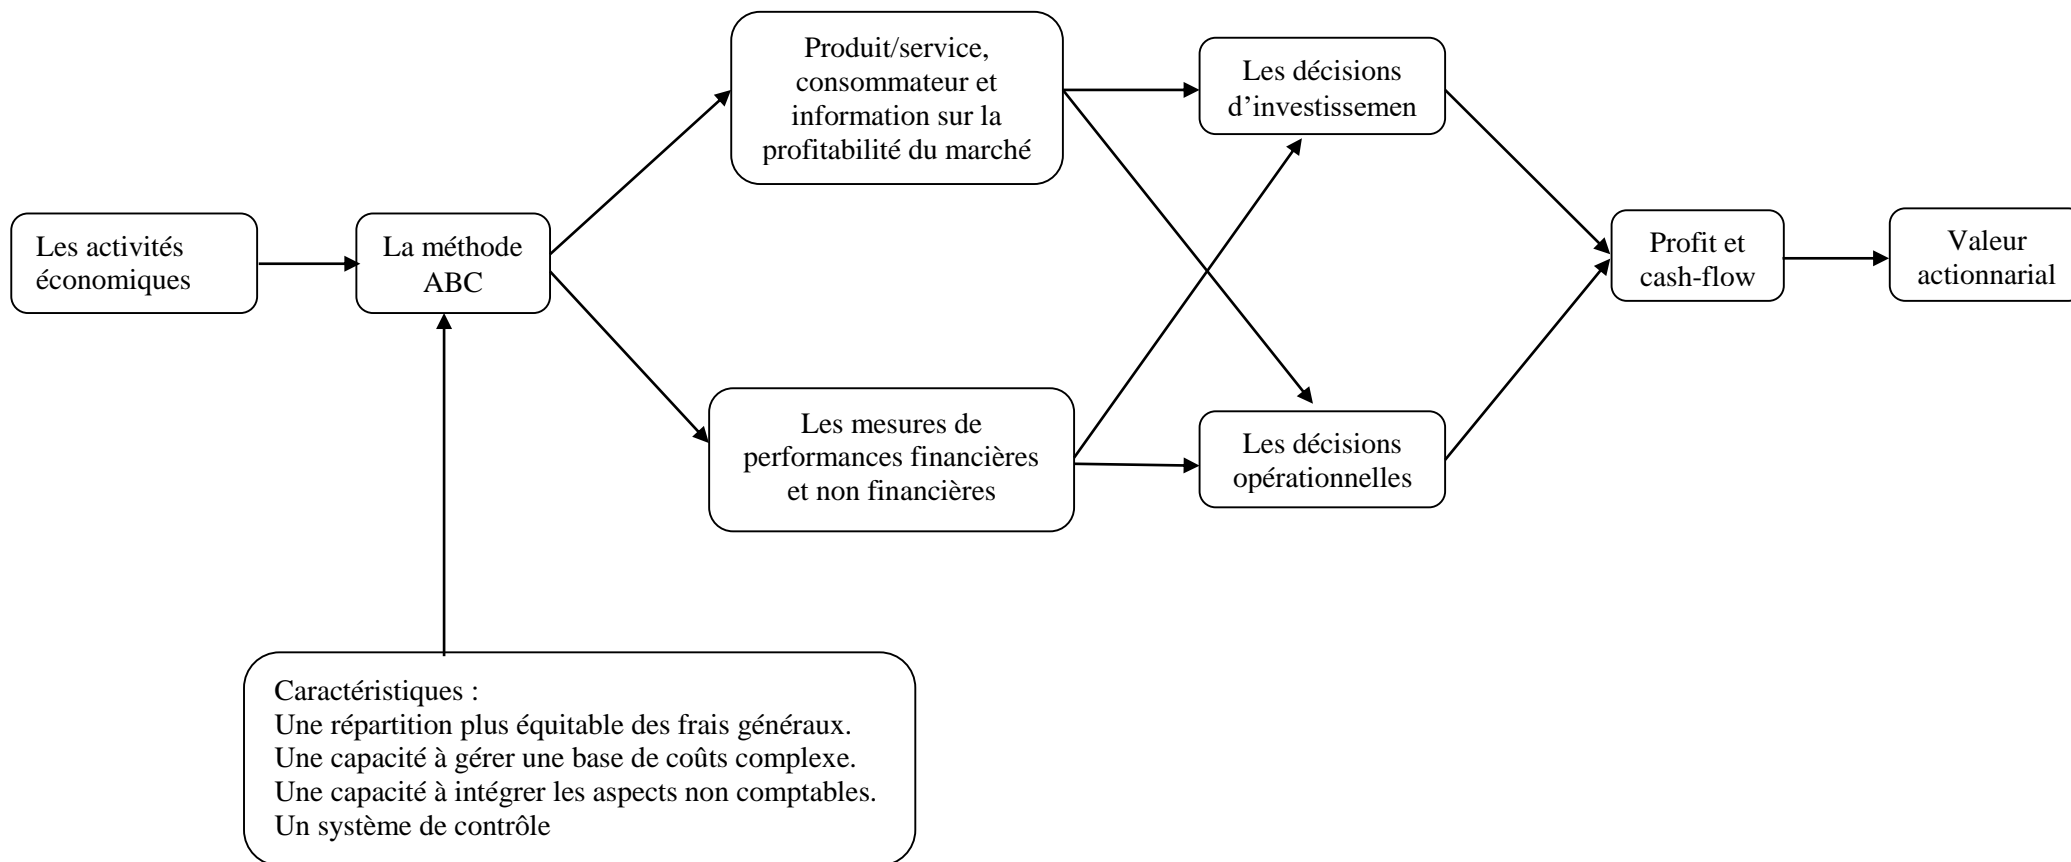 Les activités
économiques
La méthode
ABC
Produit/service,
consommateur et
information sur la
profitabilité du marché
Les mesures de
performances financières
et non financières
Les décisions
d’investissemen
Les décisions
opérationnelles
Profit et
cash-flow
Valeur
actionnarial
Caractéristiques :
Une répartition plus équitable des frais généraux.
Une capacité à gérer une base de coûts complexe.
Une capacité à intégrer les aspects non comptables.
Un système de contrôle